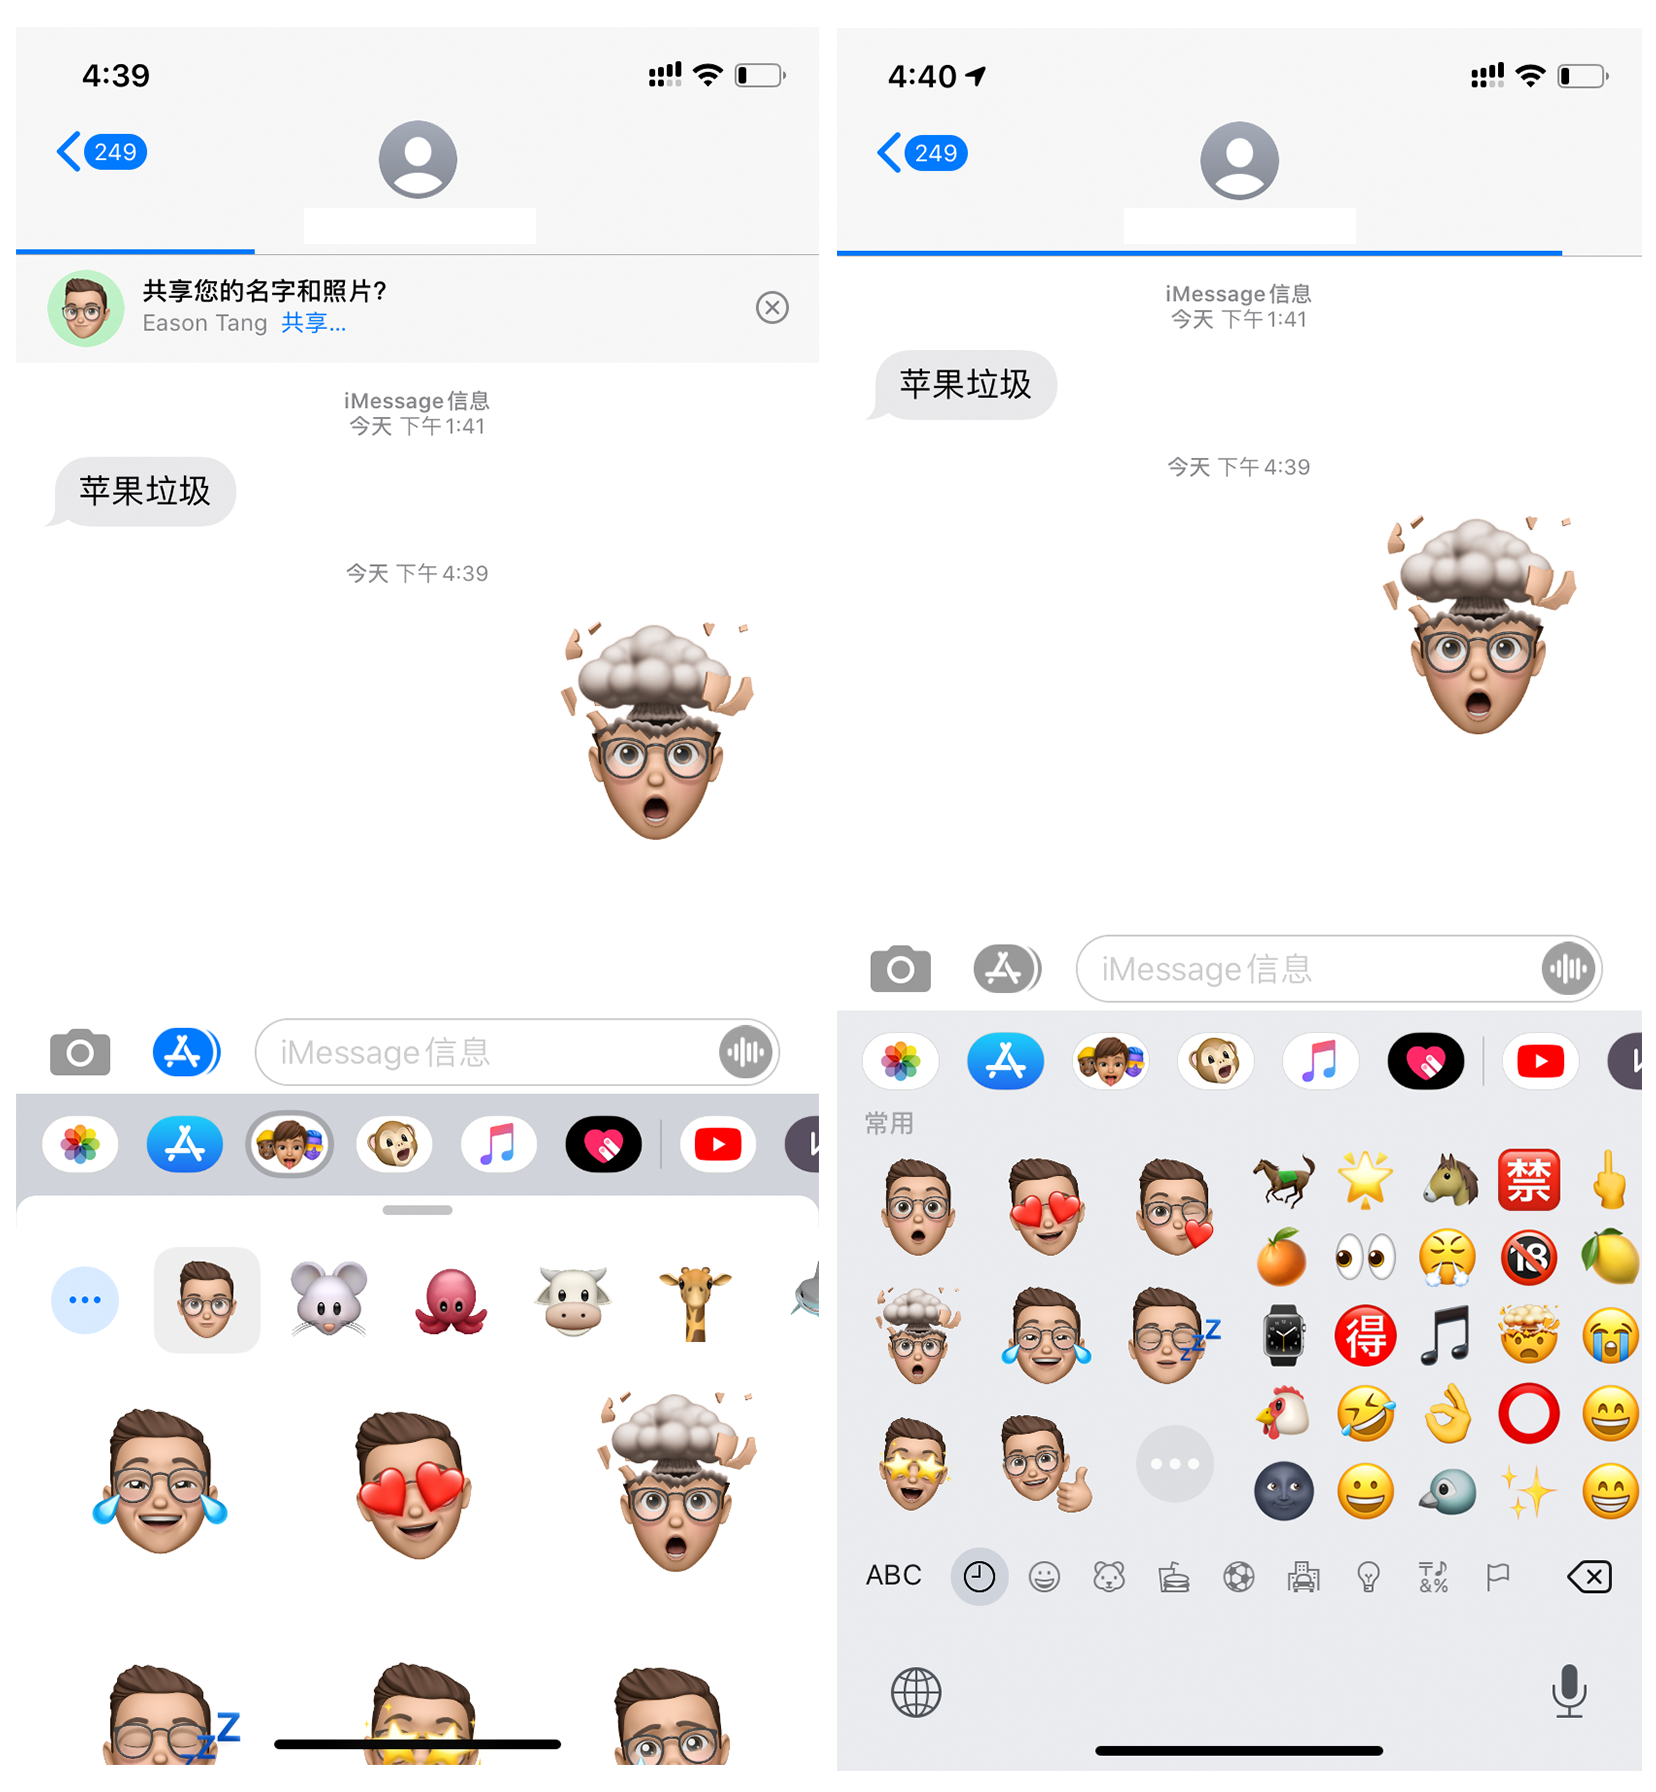 4:39
249
共享您的名字和照片?
Eason Tang 共享...
iMessage信息
今天 下午1:41
苹果垃圾
今天 下午4:39
iMessage信息
4:40
249
iMessage信息
今天 下午1:41
苹果垃圾
今天 下午4:39
iMessage信息
常用
禁
18
得
ABC